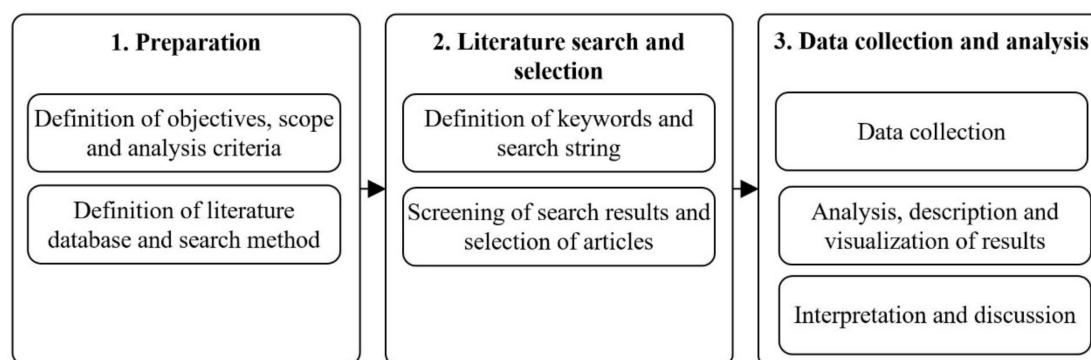 1. Preparation
Definition of objectives, scope
and analysis criteria
Definition of literature
database and search method
2. Literature search and
selection
Definition of keywords and
search string
Screening of search results and
selection of articles
3. Data collection and analysis
Data collection
Analysis, description and
visualization of results
Interpretation and discussion